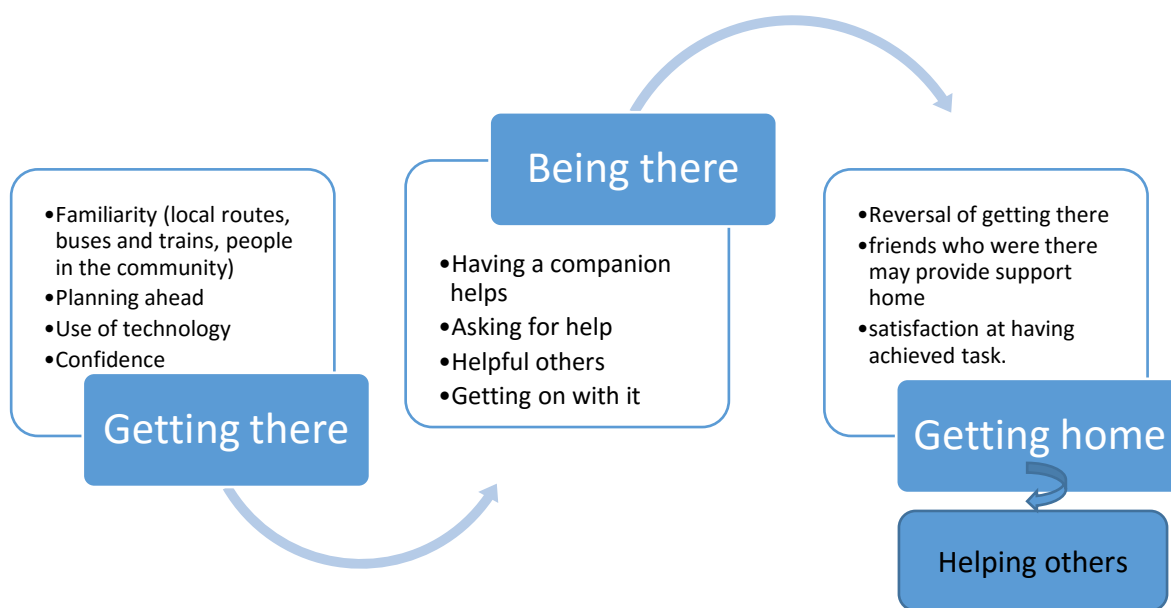 •Familiarity (local routes,
buses and trains, people
in the community)
•Planning ahead
•Use of technology
•Confidence
Getting there
Being there
•Having a companion
helps
•Asking for help
•Helpful others
•Getting on with it
•Reversal of getting there
•friends who were there
may provide support
home
•satisfaction at having
achieved task.
Getting home
Helping others